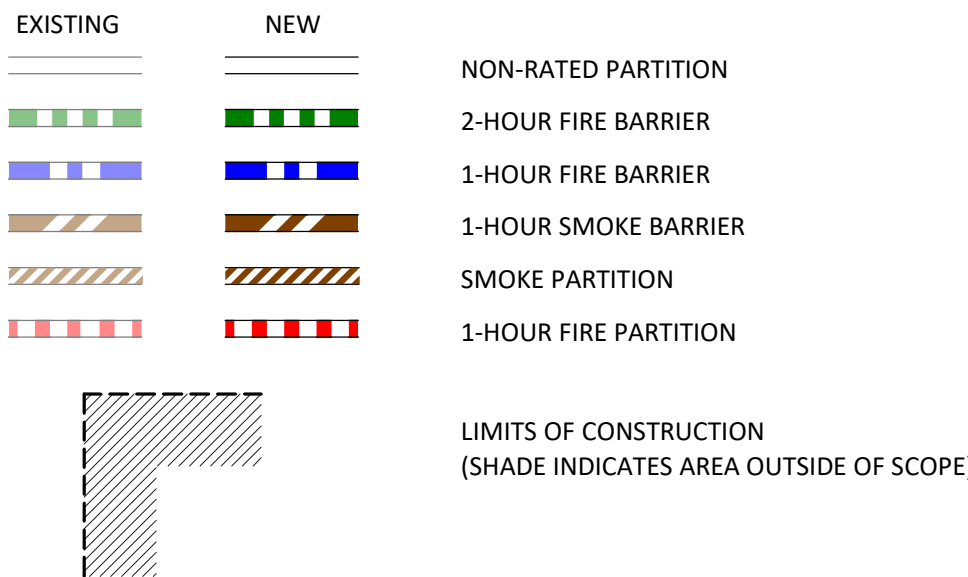 EXISTING NEW
NON-RATED PARTITION
2-HOUR FIRE BARRIER
1-HOUR FIRE BARRIER
1-HOUR SMOKE BARRIER
SMOKE PARTITION
1-HOUR FIRE PARTITION
LIMITS OF CONSTRUCTION
(SHADE INDICATES AREA OUTSIDE OF SCOPE)